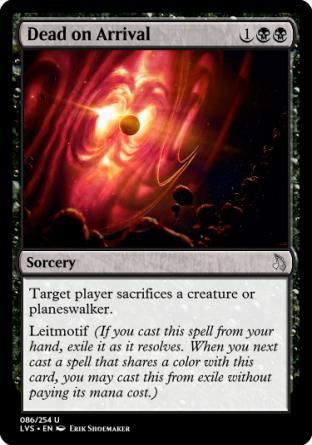 Dead on Arrival 1
Sorcery
Target player sacrifices a creature or
planeswalker.
Leitmotif (If you cast this spell from your
hand, exile it as it resolves. When you next
cast a spell that shares a color with this
card, you may cast this from exile without
paying its mana cost.)
086/254 U
LVS • EN Erik Shoemaker